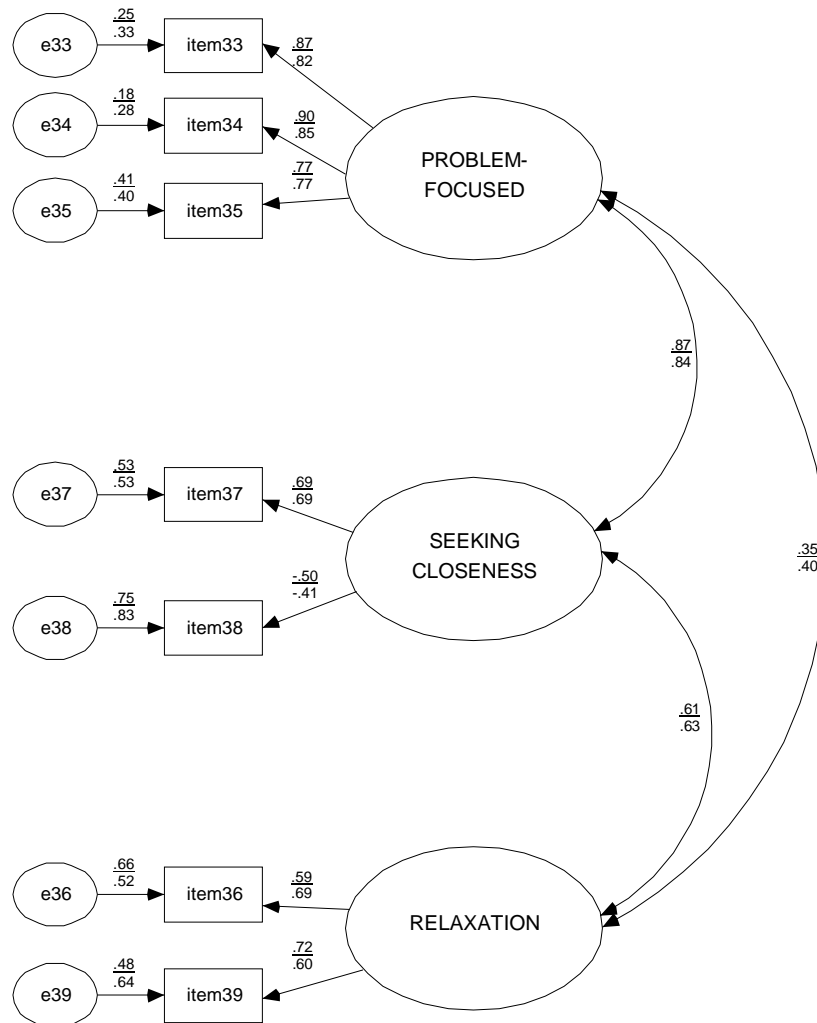 e33
.25
.33
item33
.87
.82
e34
.18
.28
item34
.90
.85
e35
.41
.40
item35
.77
.77
PROBLEM-
FOCUSED
.87
.84
.35
.40
e37
.53
.53
item37
.69
.69
SEEKING
CLOSENESS
e38
.75
.83
item38
-.50
-.41
.61
.63
e36
.66
.52
item36
.59
.69
RELAXATION
e39
.48
.64
item39
.72
.60